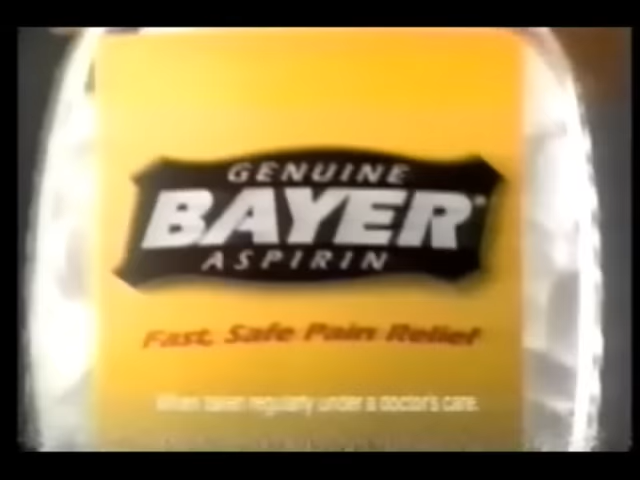 GENUINE
BAYER®
ASPIRIN
Fast, Safe Pain Relief
When taken regularly under a doctor's care.